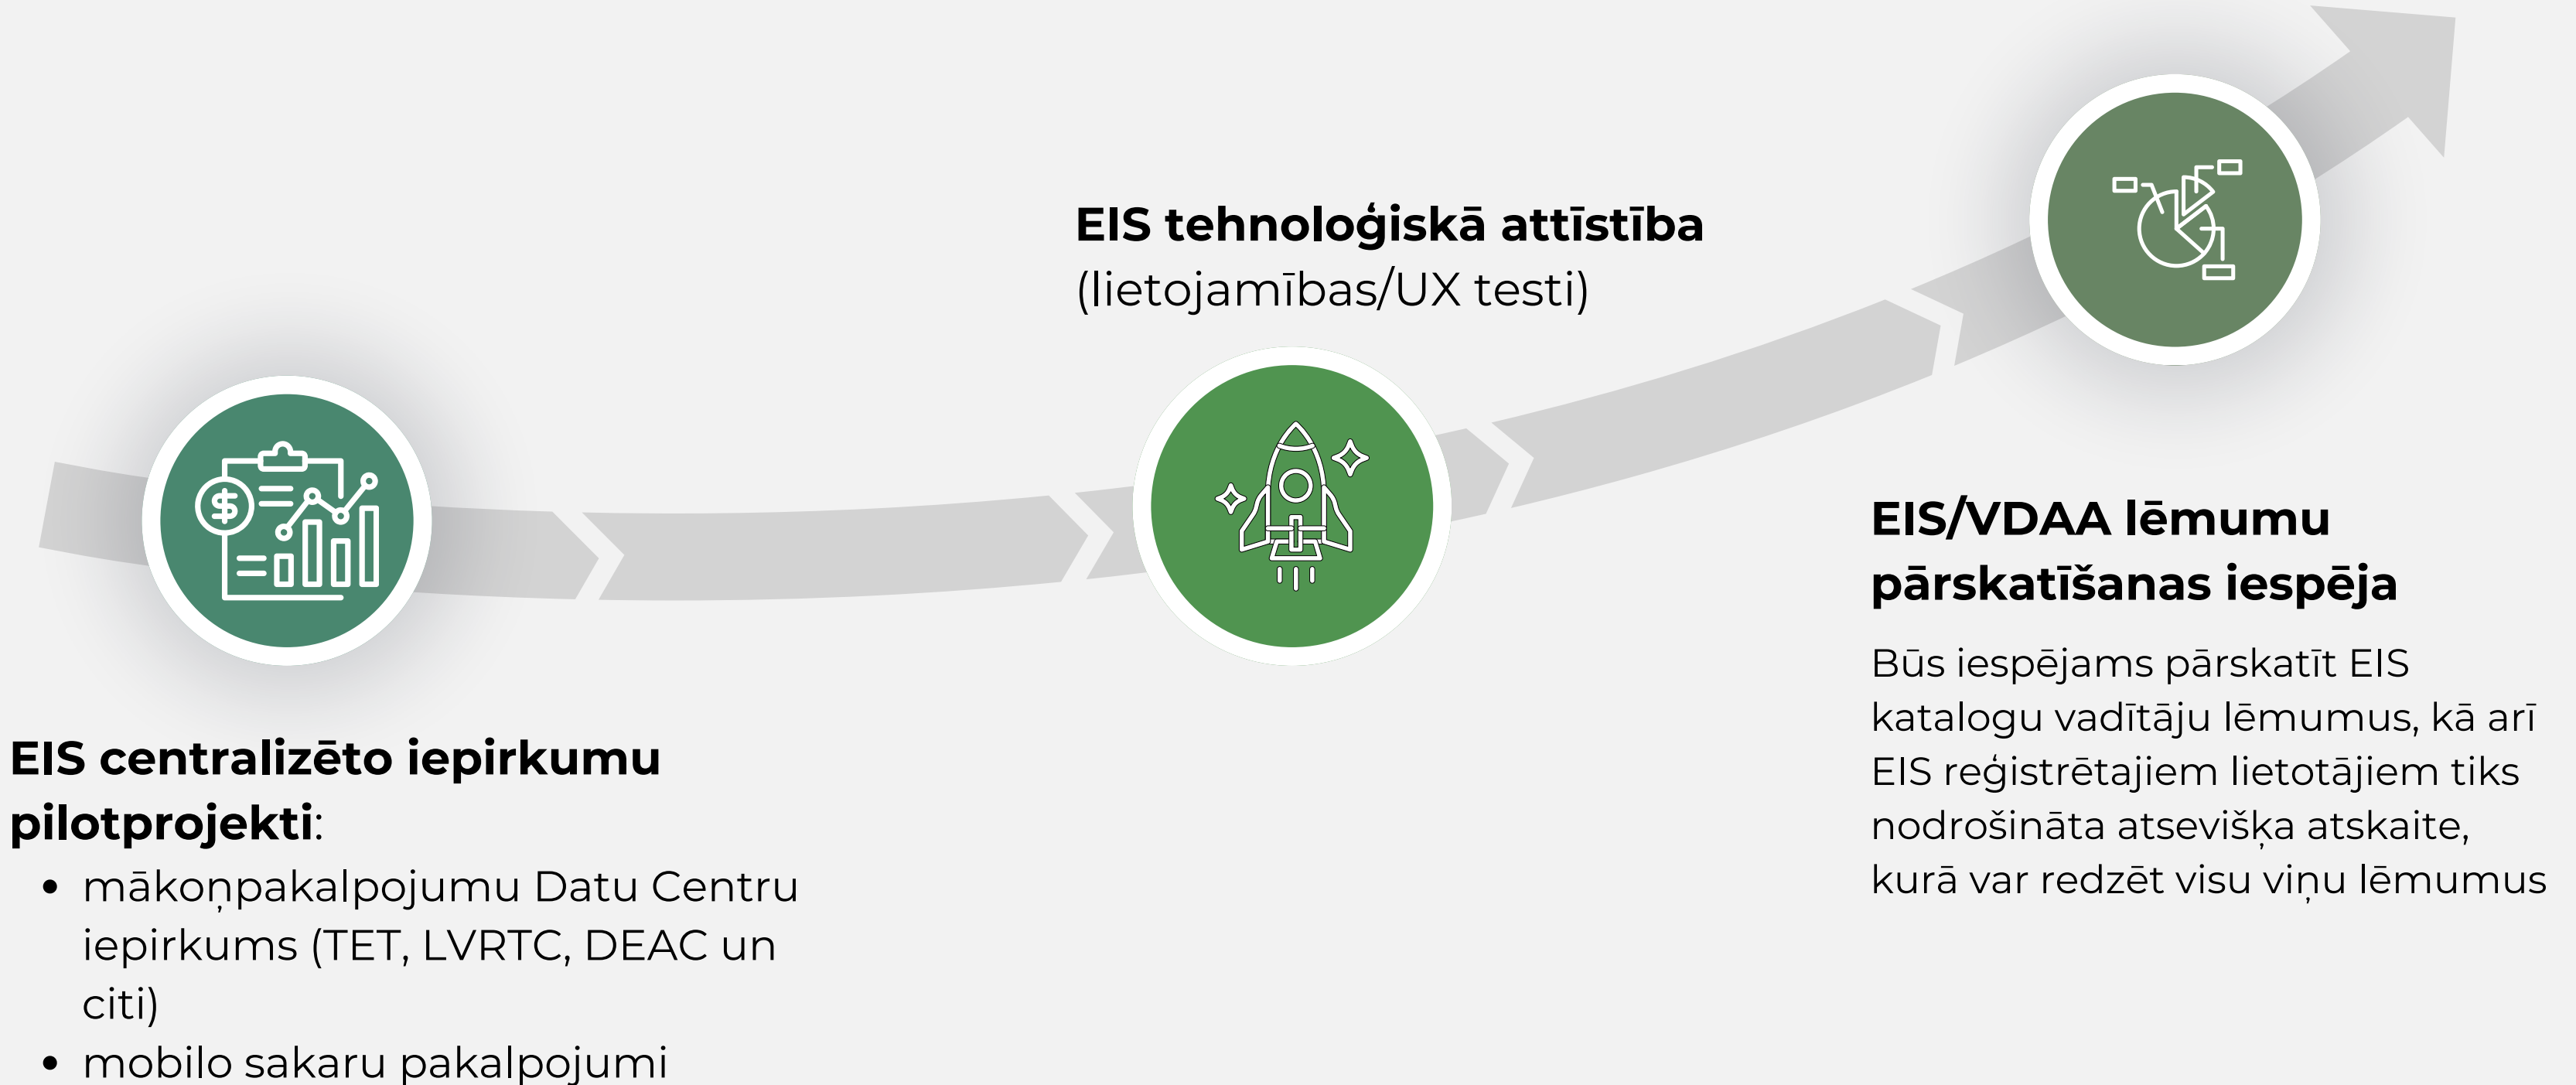 EIS tehnoloģiskā attīstība
(lietojamības/UX testi)
EIS centralizēto iepirkumu
pilotprojekti:
• mākoņpakalpojumu Datu Centru
iepirkums (TET, LVRTC, DEAC un
citi)
• mobilo sakaru pakalpojumi
EIS/VDAA lēmumu
pārskatīšanas iespēja
Būs iespējams pārskatīt EIS
katalogu vadītāju lēmumus, kā arī
EIS reģistrētajiem lietotājiem tiks
nodrošināta atsevišķa atskaite,
kurā var redzēt visu viņu lēmumus